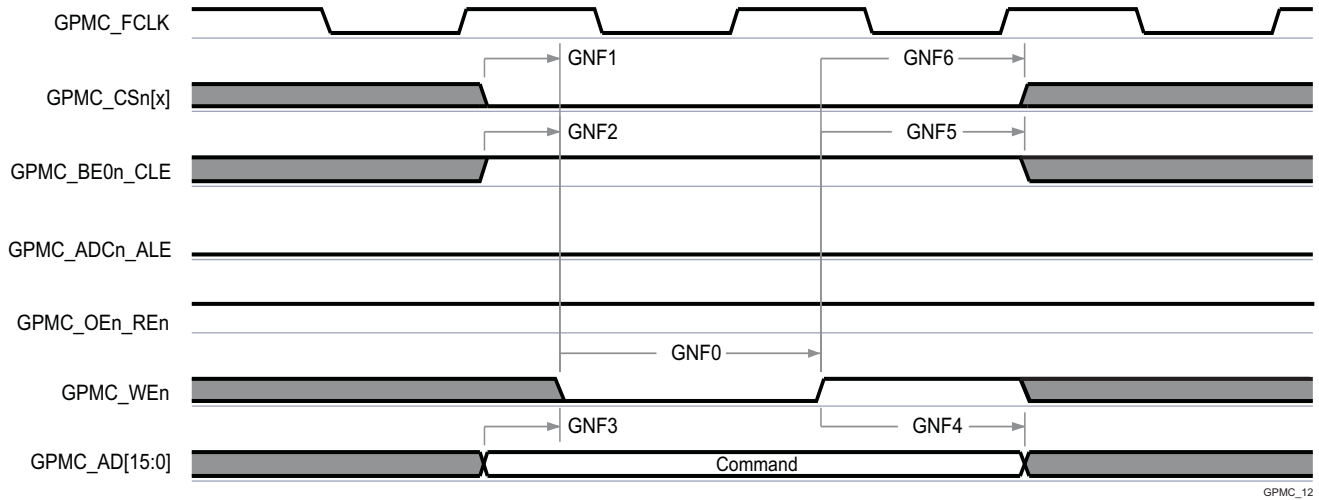 GPMC_FCLK
GNF1
GNF6
GPMC_CSn[x]
GNF2
GNF5
GPMC_BE0n_CLE
GPMC_ADCn_ALE
GPMC_OEn_REn
GNF0
GPMC_WEn
GNF3
GNF4
GPMC_AD[15:0]
Command
GPMC_12